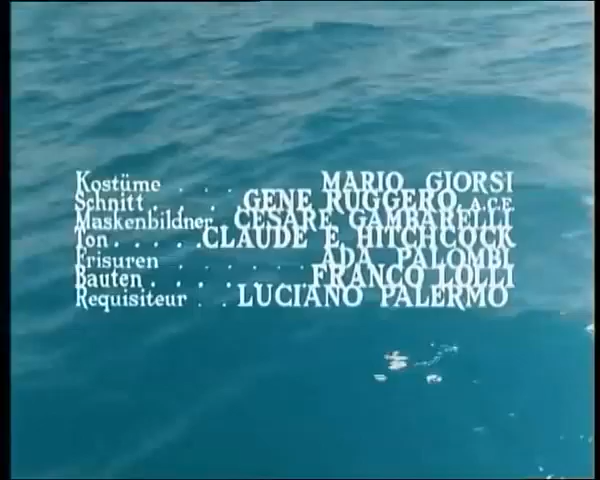 Kostüme . . . . MARIO GIORSI
Schnitt . . . . GENE RUGGERO, A.C.E.
Maskenbildner CESARE GAMBARELLI
Ton . . . . . CLAUDE E. HITCHCOCK
Frisuren . . . . . . ADA PALOMBI
Bauten . . . . . . FRANCO LOLLI
Requisiteur . . LUCIANO PALERMO